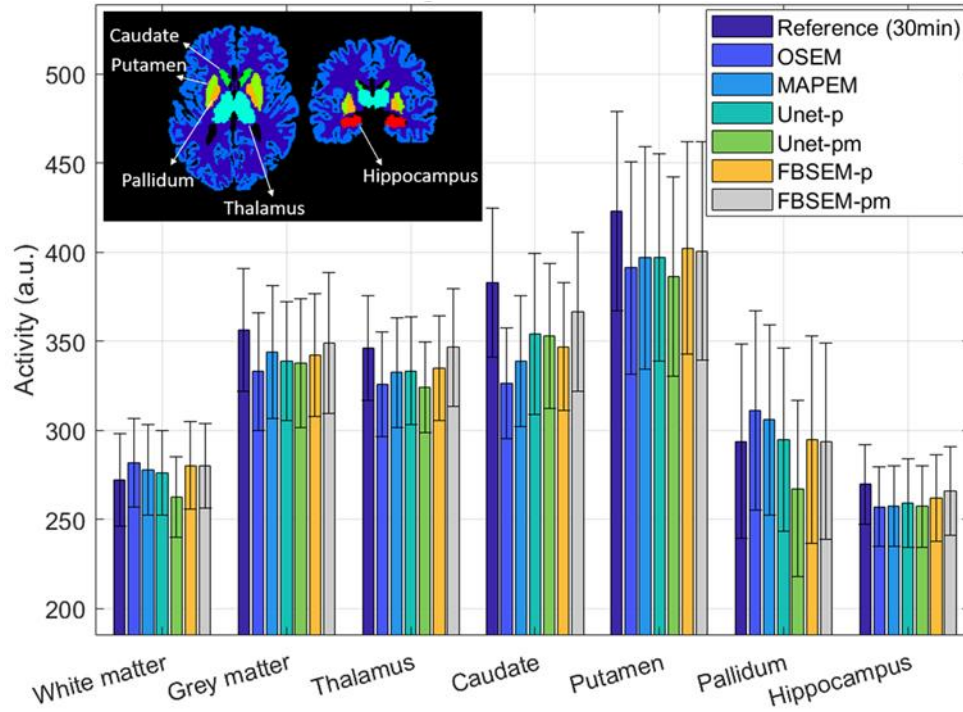 Caudate
Putamen
Pallidum
Thalamus
Hippocampus
Reference (30min)
OSEM
MAPEM
Unet-p
Unet-pm
FBSEM-p
FBSEM-pm
Activity (a.u.)
500
450
400
350
300
250
200
White matter
Grey matter
Thalamus
Caudate
Putamen
Pallidum
Hippocampus